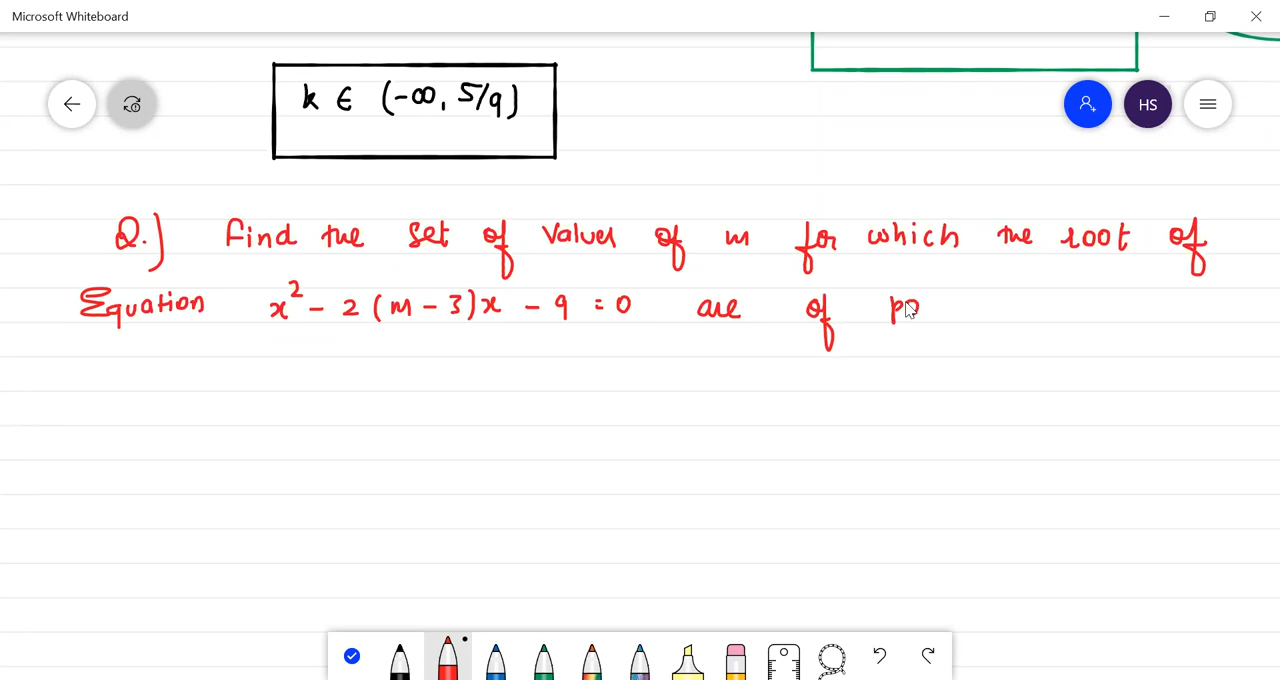 Microsoft Whiteboard
k ∈ (-∞, 5/9)
HS
Q.) Find the set of values of m for which the root of
Equation x² - 2(m - 3)x - 9 = 0 are of po